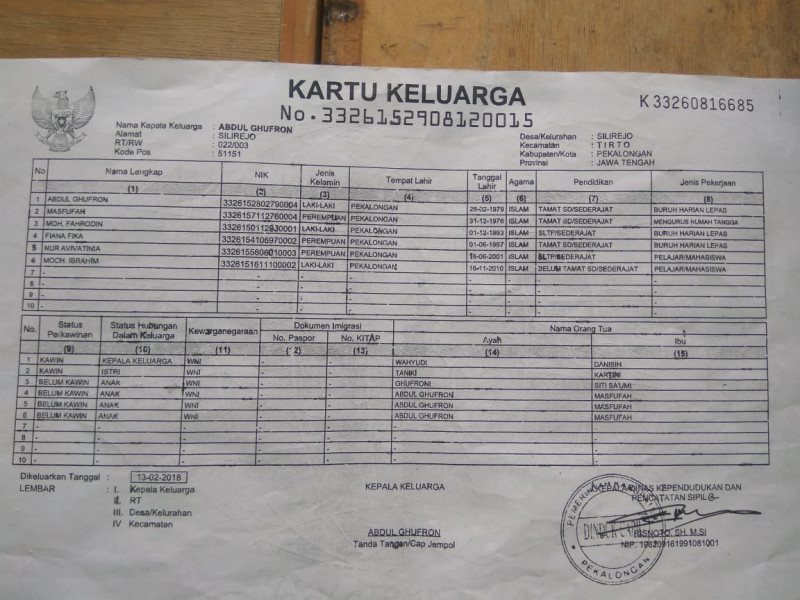 KARTU KELUARGA
No. 3326152908120015
K 33260816685
Nama Kepala Keluarga : ABDUL GHUFRON
Alamat : SILIREJO
RT/RW : 022/003
Kode Pos : 51151
Desa/Kelurahan : SILIREJO
Kecamatan : TIRTO
Kabupaten/Kota : PEKALONGAN
Provinsi : JAWA TENGAH
No Nama Lengkap NIK Jenis Kelamin Tempat Lahir Tanggal Lahir Agama Pendidikan Jenis Pekerjaan
(1) (2) (3) (4) (5) (6) (7) (8)
1 ABDUL GHUFRON 3326152802790004 LAKI-LAKI PEKALONGAN 28-02-1979 ISLAM TAMAT SD/SEDERAJAT BURUH HARIAN LEPAS
2 MASFUFAH 3326157112760004 PEREMPUAN PEKALONGAN 31-12-1976 ISLAM TAMAT SD/SEDERAJAT MENGURUS RUMAH TANGGA
3 MOH. FAHRODIN 3326150112930001 LAKI-LAKI PEKALONGAN 01-12-1993 ISLAM SLTP/SEDERAJAT BURUH HARIAN LEPAS
4 FIANA FIKA 3326154106970002 PEREMPUAN PEKALONGAN 01-06-1997 ISLAM TAMAT SD/SEDERAJAT BURUH HARIAN LEPAS
5 NUR AVIVATINIA 3326155606010003 PEREMPUAN PEKALONGAN 16-06-2001 ISLAM SLTP/SEDERAJAT PELAJAR/MAHASISWA
6 MOCH. IBRAHIM 3326151611100002 LAKI-LAKI PEKALONGAN 16-11-2010 ISLAM BELUM TAMAT SD/SEDERAJAT PELAJAR/MAHASISWA
7 - - - - - - - -
8 - - - - - - - -
9 - - - - - - - -
10 - - - - - - - -
No. Status Perkawinan Status Hubungan Dalam Keluarga Kewarganegaraan Dokumen Imigrasi Nama Orang Tua
No. Paspor No. KITAP Ayah Ibu
(9) (10) (11) (12) (13) (14) (15)
1 KAWIN KEPALA KELUARGA WNI - - WAHYUDI DANISIH
2 KAWIN ISTRI WNI - - TANIKI KARTINI
3 BELUM KAWIN ANAK WNI - - GHUFRONI SITI SA'UMI
4 BELUM KAWIN ANAK WNI - - ABDUL GHUFRON MASFUFAH
5 BELUM KAWIN ANAK WNI - - ABDUL GHUFRON MASFUFAH
6 BELUM KAWIN ANAK WNI - - ABDUL GHUFRON MASFUFAH
7 - - - - - - -
8 - - - - - - -
9 - - - - - - -
10 - - - - - - -
Dikeluarkan Tanggal : 13-02-2018
LEMBAR : I. Kepala Keluarga
II. RT
III. Desa/Kelurahan
IV Kecamatan
KEPALA KELUARGA
ABDUL GHUFRON
Tanda Tangan/Cap Jempol
KEPALA DINAS KEPENDUDUKAN DAN
PENCATATAN SIPIL
RISNOTO, SH. M.Si
NIP. 196209161991081001
PEKALONGAN